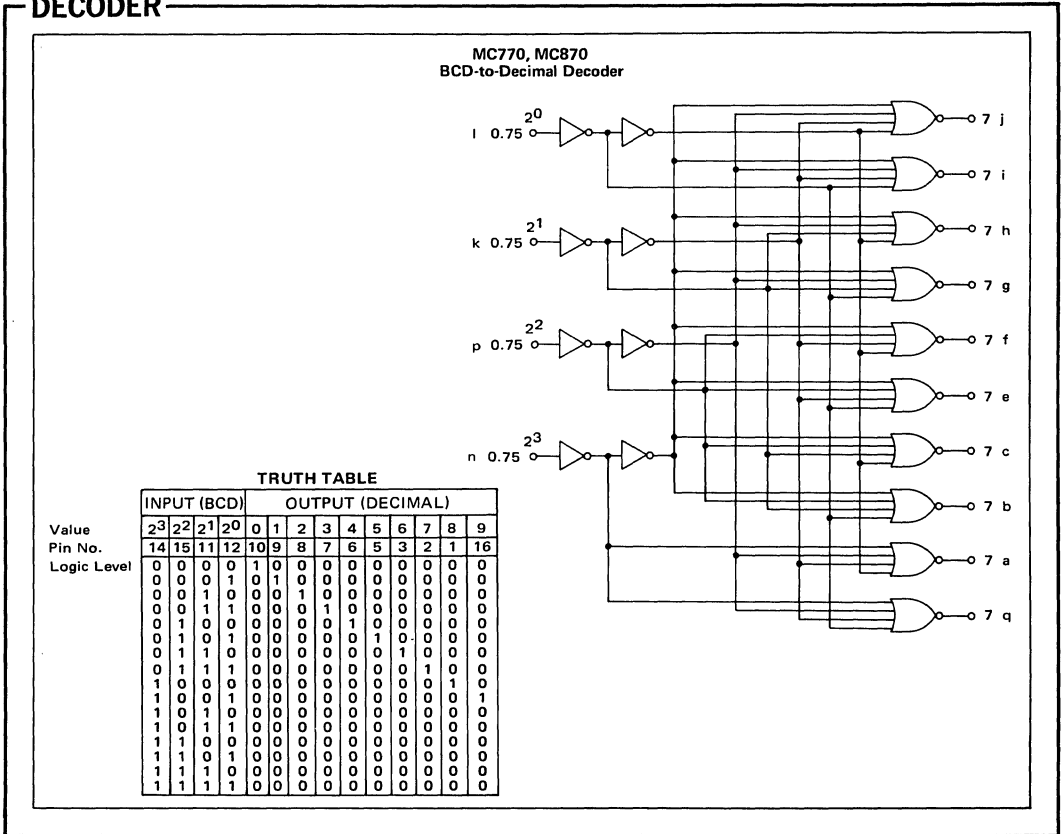 DECODER
MC770, MC870
BCD-to-Decimal Decoder
l 0.75 2⁰
k 0.75 2¹
p 0.75 2²
n 0.75 2³
7 j
7 i
7 h
7 g
7 f
7 e
7 c
7 b
7 a
7 q
TRUTH TABLE
INPUT (BCD) OUTPUT (DECIMAL)
Value 2³ 2² 2¹ 2⁰ 0 1 2 3 4 5 6 7 8 9
Pin No. 14 15 11 12 10 9 8 7 6 5 3 2 1 16
Logic Level 0 0 0 0 1 0 0 0 0 0 0 0 0 0
0 0 0 1 0 1 0 0 0 0 0 0 0 0
0 0 1 0 0 0 1 0 0 0 0 0 0 0
0 0 1 1 0 0 0 1 0 0 0 0 0 0
0 1 0 0 0 0 0 0 1 0 0 0 0 0
0 1 0 1 0 0 0 0 0 1 0 0 0 0
0 1 1 0 0 0 0 0 0 0 1 0 0 0
0 1 1 1 0 0 0 0 0 0 0 1 0 0
1 0 0 0 0 0 0 0 0 0 0 0 1 0
1 0 0 1 0 0 0 0 0 0 0 0 0 1
1 0 1 0 0 0 0 0 0 0 0 0 0 0
1 0 1 1 0 0 0 0 0 0 0 0 0 0
1 1 0 0 0 0 0 0 0 0 0 0 0 0
1 1 0 1 0 0 0 0 0 0 0 0 0 0
1 1 1 0 0 0 0 0 0 0 0 0 0 0
1 1 1 1 0 0 0 0 0 0 0 0 0 0